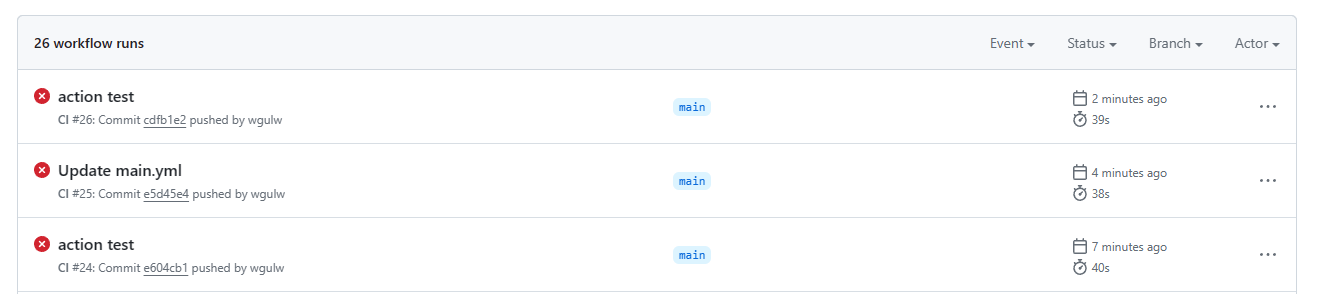 26 workflow runs Event Status Branch Actor
action test
main
2 minutes ago
CI #26: Commit cdfb1e2 pushed by wgulw
39s
Update main.yml
main
4 minutes ago
CI #25: Commit e5d45e4 pushed by wgulw
38s
action test
main
7 minutes ago
CI #24: Commit e604cb1 pushed by wgulw
40s